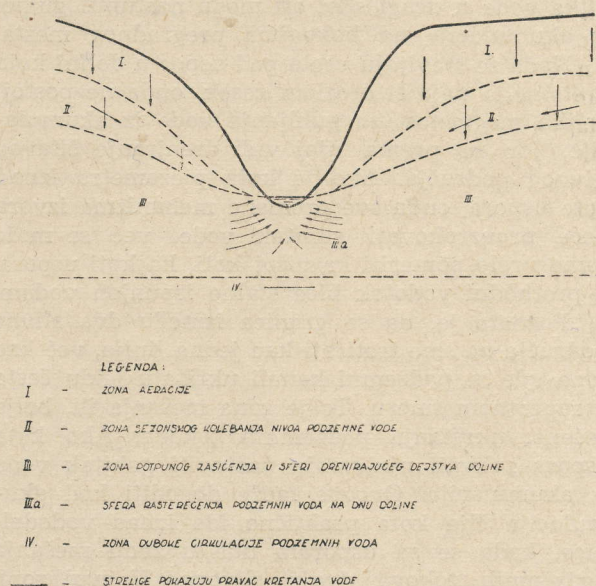 I. I.
II. II.
III III.
IIIa
IV.
LEGENDA :
I – ZONA AERACIJE
II – ZONA SEZONSKOG KOLEBANJA NIVOA PODZEMNE VODE
III – ZONA POTPUNOG ZASIĆENJA U SFERI DRENIRAJUĆEG DEJSTVA DOLINE
IIIa – SFERA RASTEREĆENJA PODZEMNIH VODA NA DNU DOLINE
IV. – ZONA DUBOKE CIRKULACIJE PODZEMNIH VODA
STRELICE POKAZUJU PRAVAC KRETANJA VODE